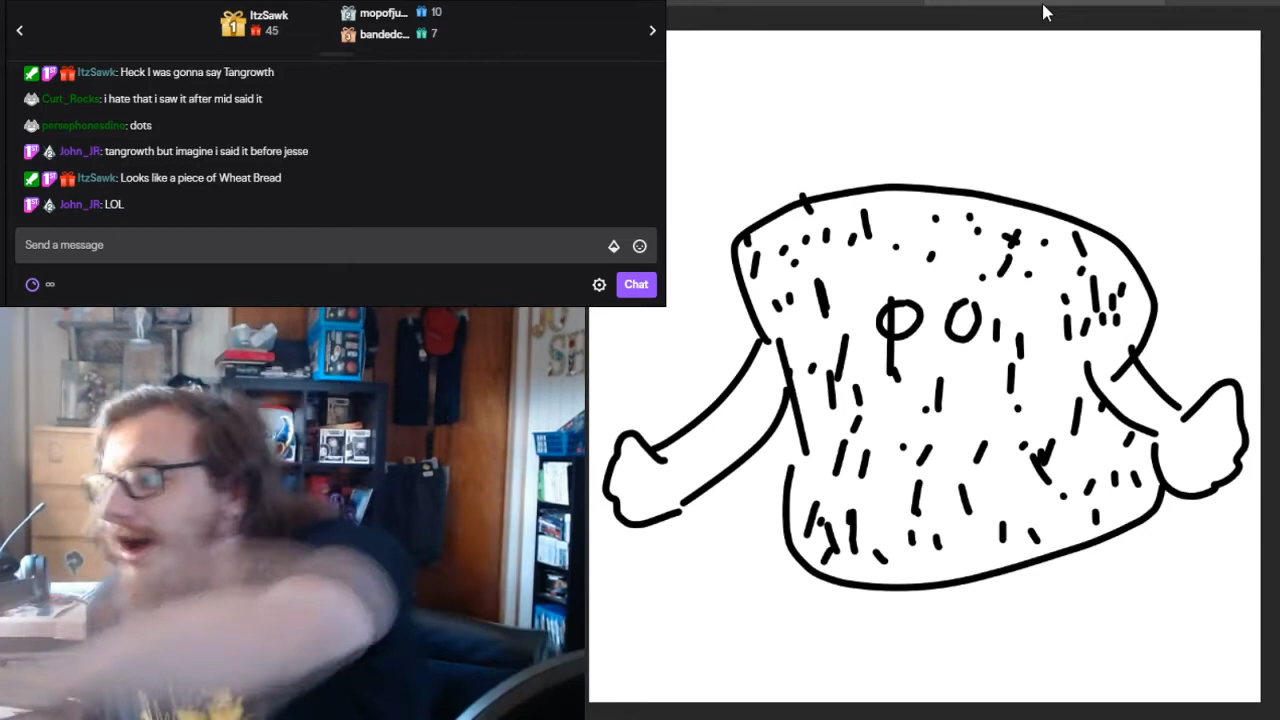 ItzSawk
45
mopofju... 10
bandedc... 7
ItzSawk: Heck I was gonna say Tangrowth
Curt_Rocks: i hate that i saw it after mid said it
persephonesdino: dots
John_JR: tangrowth but imagine i said it before jesse
ItzSawk: Looks like a piece of Wheat Bread
John_JR: LOL
Send a message
Chat